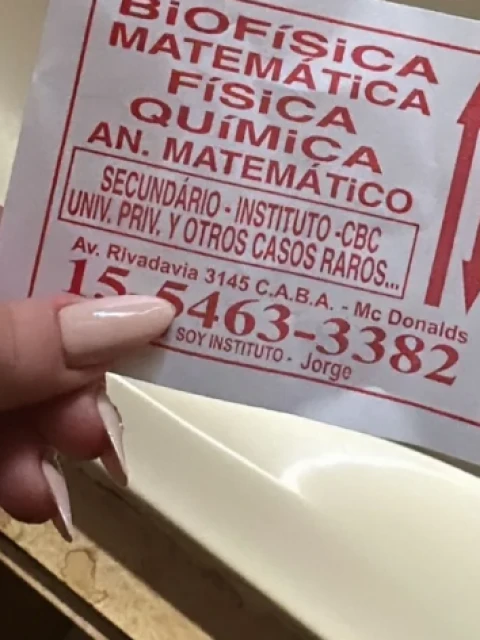 BiOFíSiCA
MATEMÁTiCA
FíSiCA
QUíMiCA
AN. MATEMÁTiCO
SECUNDÁRIO - INSTITUTO -CBC
UNIV. PRIV. Y OTROS CASOS RAROS...
Av. Rivadavia 3145 C.A.B.A. - Mc Donalds
15-5463-3382
SOY INSTITUTO - Jorge